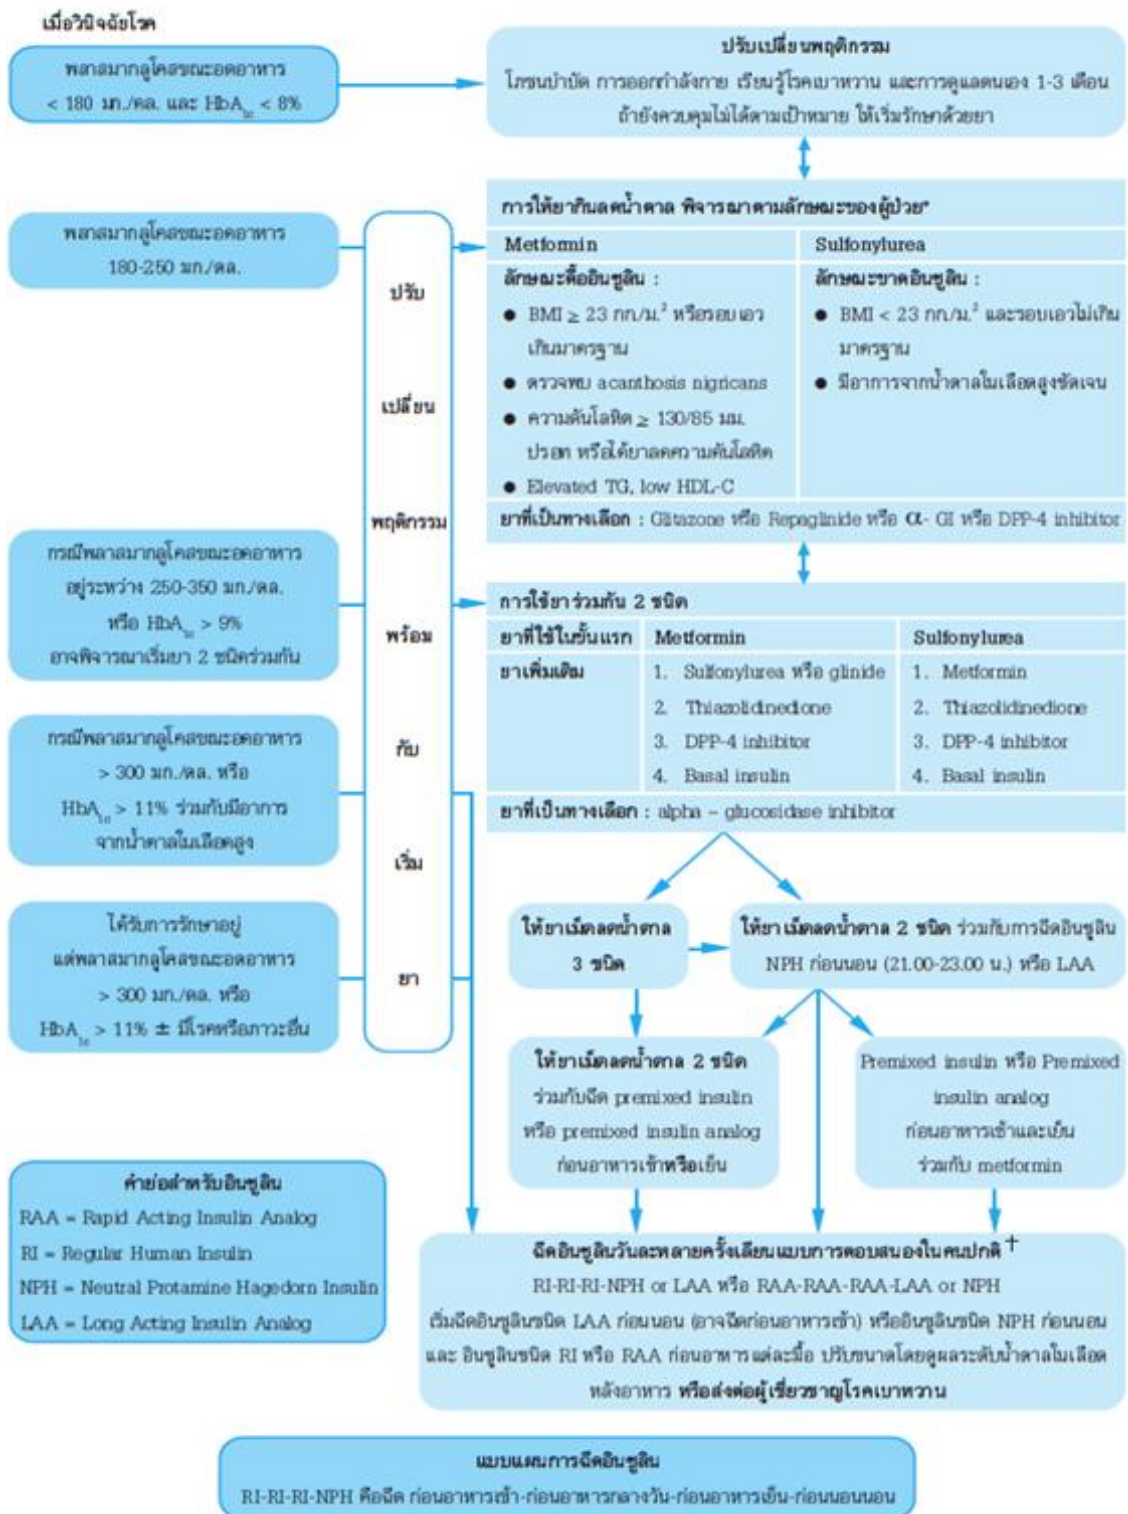 เมื่อวินิจฉัยโรค
พลาสมากลูโคสขณะอดอาหาร
< 180 มก./ดล. และ HbA1c < 8%
ปรับเปลี่ยนพฤติกรรม
โภชนบำบัด การออกกำลังกาย เรียนรู้โรคเบาหวาน และการดูแลตนเอง 1-3 เดือน
ถ้ายังควบคุมไม่ได้ตามเป้าหมาย ให้เริ่มรักษาด้วยยา
พลาสมากลูโคสขณะอดอาหาร
180-250 มก./ดล.
ปรับ
เปลี่ยน
พฤติกรรม
พร้อม
กับ
เริ่ม
ยา
การให้ยากินลดน้ำตาล พิจารณาตามลักษณะของผู้ป่วย*
Metformin
ลักษณะดื้ออินซูลิน :
● BMI ≥ 23 กก./ม.² หรือรอบเอว
เกินมาตรฐาน
● ตรวจพบ acanthosis nigricans
● ความดันโลหิต ≥ 130/85 มม.
ปรอท หรือได้ยาลดความดันโลหิต
● Elevated TG, low HDL-C
Sulfonylurea
ลักษณะขาดอินซูลิน :
● BMI < 23 กก./ม.² และรอบเอวไม่เกิน
มาตรฐาน
● มีอาการจากน้ำตาลในเลือดสูงชัดเจน
ยาที่เป็นทางเลือก : Glitazone หรือ Repaglinide หรือ α- GI หรือ DPP-4 inhibitor
กรณีพลาสมากลูโคสขณะอดอาหาร
อยู่ระหว่าง 250-350 มก./ดล.
หรือ HbA1c > 9%
อาจพิจารณาเริ่มยา 2 ชนิดร่วมกัน
การใช้ยาร่วมกัน 2 ชนิด
ยาที่ใช้ในขั้นแรก Metformin Sulfonylurea
ยาเพิ่มเติม 1. Sulfonylurea หรือ glinide 1. Metformin
2. Thiazolidinedione 2. Thiazolidinedione
3. DPP-4 inhibitor 3. DPP-4 inhibitor
4. Basal insulin 4. Basal insulin
ยาที่เป็นทางเลือก : alpha – glucosidase inhibitor
กรณีพลาสมากลูโคสขณะอดอาหาร
> 300 มก./ดล. หรือ
HbA1c > 11% ร่วมกับมีอาการ
จากน้ำตาลในเลือดสูง
ได้รับการรักษาอยู่
แต่พลาสมากลูโคสขณะอดอาหาร
> 300 มก./ดล. หรือ
HbA1c > 11% ± มีโรคหรือภาวะอื่น
ให้ยาเม็ดลดน้ำตาล
3 ชนิด
ให้ยาเม็ดลดน้ำตาล 2 ชนิด ร่วมกับการฉีดอินซูลิน
NPH ก่อนนอน (21.00-23.00 น.) หรือ LAA
ให้ยาเม็ดลดน้ำตาล 2 ชนิด
ร่วมกับฉีด premixed insulin
หรือ premixed insulin analog
ก่อนอาหารเช้าหรือเย็น
Premixed insulin หรือ Premixed
insulin analog
ก่อนอาหารเช้าและเย็น
ร่วมกับ metformin
คำย่อสำหรับอินซูลิน
RAA = Rapid Acting Insulin Analog
RI = Regular Human Insulin
NPH = Neutral Protamine Hagedorn Insulin
LAA = Long Acting Insulin Analog
ฉีดอินซูลินวันละหลายครั้งเลียนแบบการตอบสนองในคนปกติ†
RI-RI-RI-NPH or LAA หรือ RAA-RAA-RAA-LAA or NPH
เริ่มฉีดอินซูลินชนิด LAA ก่อนนอน (อาจฉีดก่อนอาหารเช้า) หรืออินซูลินชนิด NPH ก่อนนอน
และ อินซูลินชนิด RI หรือ RAA ก่อนอาหารแต่ละมื้อ ปรับขนาดโดยดูผลระดับน้ำตาลในเลือด
หลังอาหาร หรือส่งต่อผู้เชี่ยวชาญโรคเบาหวาน
แบบแผนการฉีดอินซูลิน
RI-RI-RI-NPH คือฉีด ก่อนอาหารเช้า-ก่อนอาหารกลางวัน-ก่อนอาหารเย็น-ก่อนนอนนอน